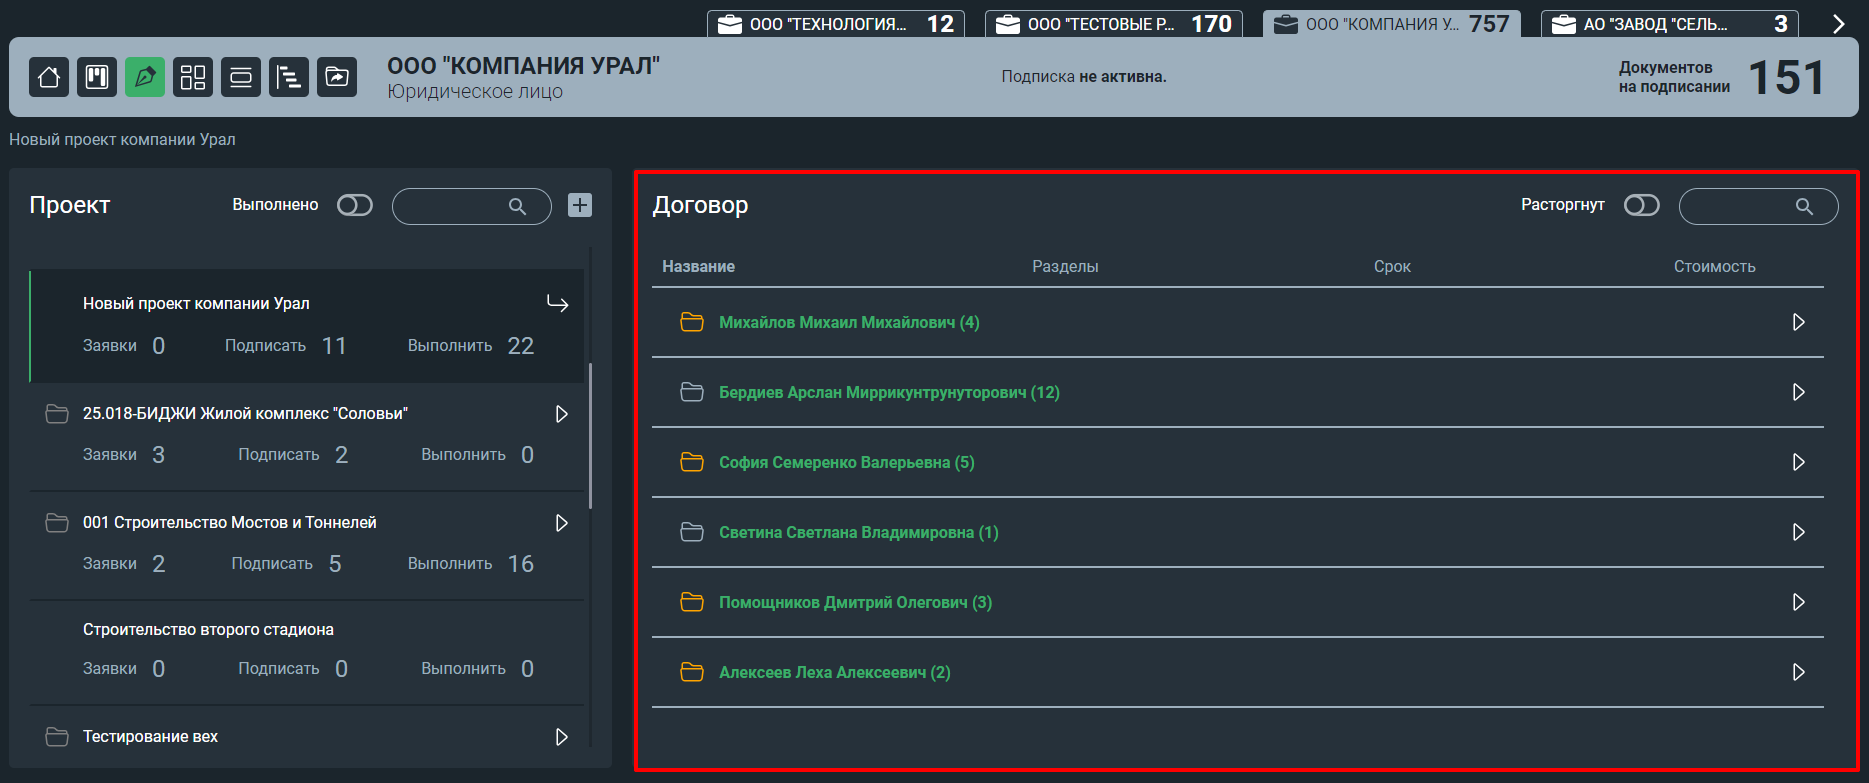 ООО "ТЕХНОЛОГИЯ... 12
ООО "ТЕСТОВЫЕ Р... 170
ООО "КОМПАНИЯ У... 757
АО "ЗАВОД "СЕЛЬ... 3
ООО "КОМПАНИЯ УРАЛ"
Юридическое лицо
Подписка не активна.
Документов
на подписании
151
Новый проект компании Урал
Проект
Выполнено
Новый проект компании Урал
Заявки 0 Подписать 11 Выполнить 22
25.018-БИДЖИ Жилой комплекс "Соловьи"
Заявки 3 Подписать 2 Выполнить 0
001 Строительство Мостов и Тоннелей
Заявки 2 Подписать 5 Выполнить 16
Строительство второго стадиона
Заявки 0 Подписать 0 Выполнить 0
Тестирование вех
Договор
Расторгнут
Название Разделы Срок Стоимость
Михайлов Михаил Михайлович (4)
Бердиев Арслан Миррикунтрунуторович (12)
София Семеренко Валерьевна (5)
Светина Светлана Владимировна (1)
Помощников Дмитрий Олегович (3)
Алексеев Леха Алексеевич (2)